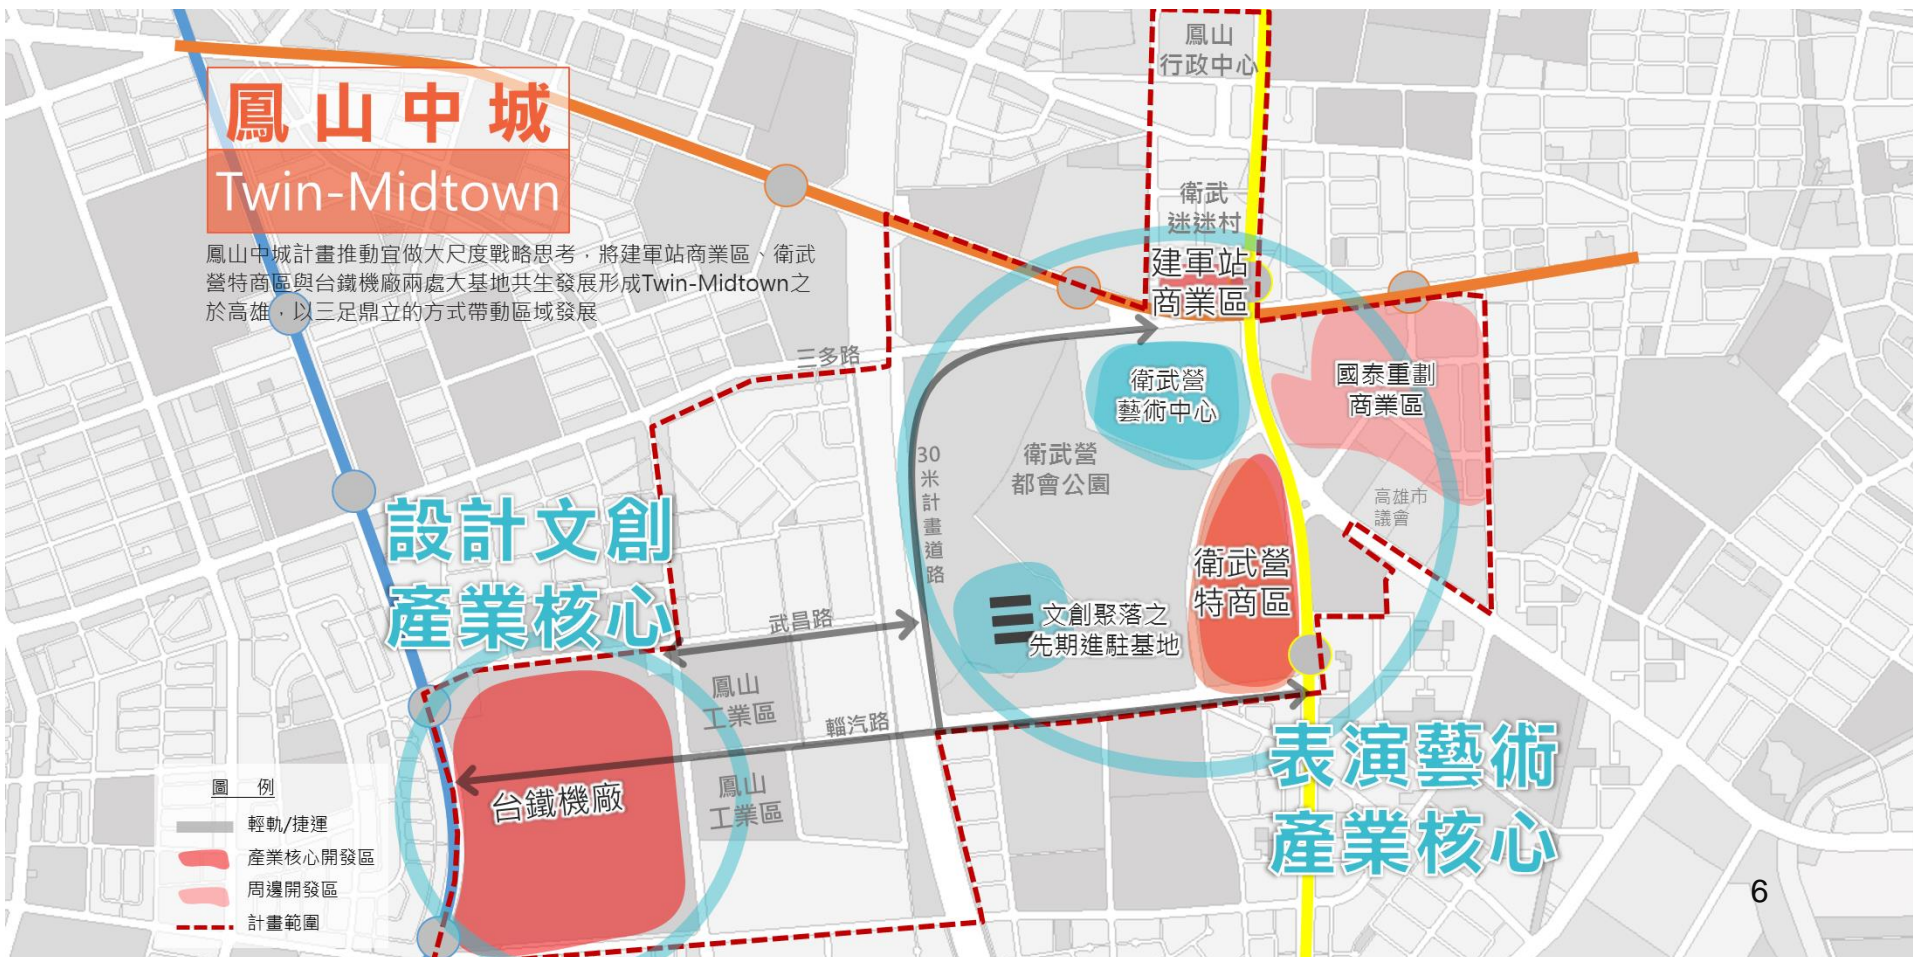 鳳山中城
Twin-Midtown
鳳山中城計畫推動宜做大尺度戰略思考，將建軍站商業區、衛武
營特商區與台鐵機廠兩處大基地共生發展形成Twin-Midtown之
於高雄，以三足鼎立的方式帶動區域發展
鳳山
行政中心
衛武
迷迷村
建軍站
商業區
三多路
衛武營
藝術中心
國泰重劃
商業區
30
米
計
畫
道
路
衛武營
都會公園
高雄市
議會
設計文創
產業核心
衛武營
特商區
武昌路
文創聚落之
先期進駐基地
鳳山
工業區
輜汽路
鳳山
工業區
台鐵機廠
表演藝術
產業核心
圖 例
輕軌/捷運
產業核心開發區
周邊開發區
計畫範圍
6